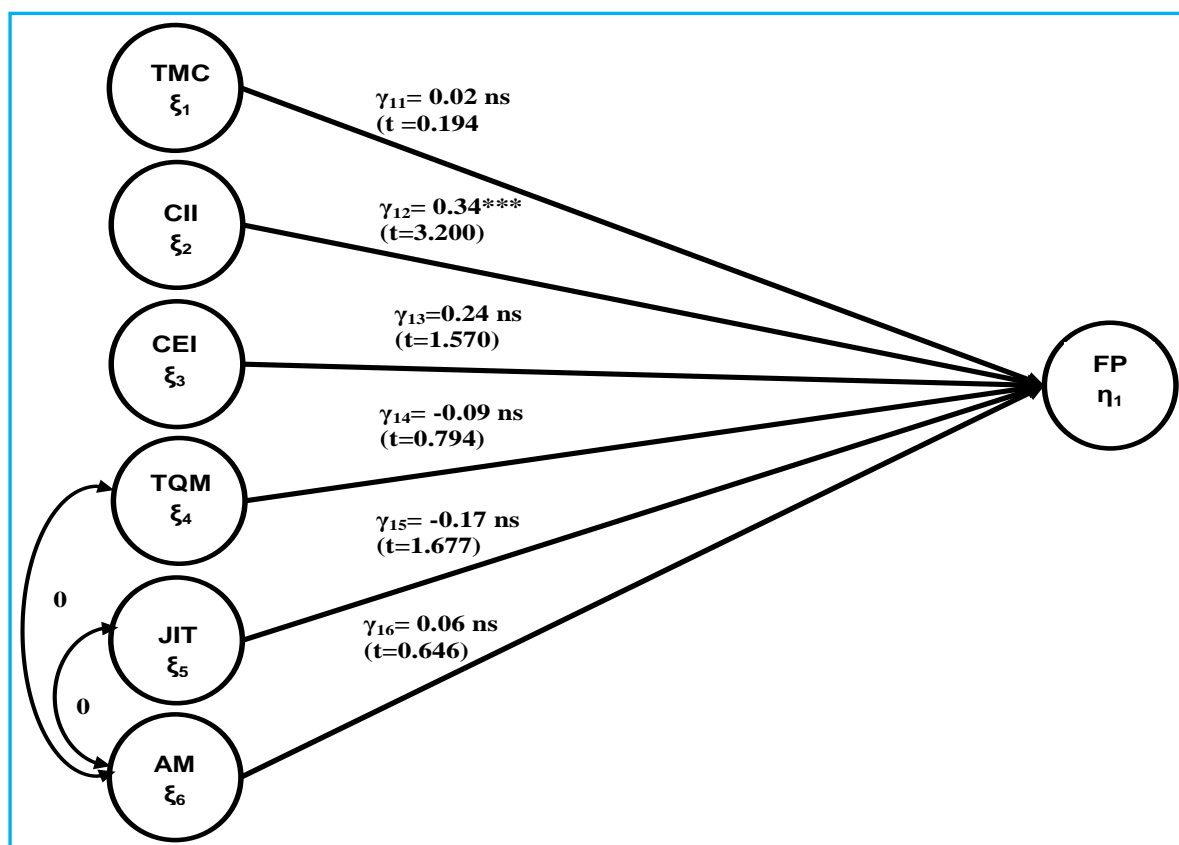 TMC
ξ₁
γ₁₁= 0.02 ns
(t =0.194
CII
ξ₂
γ₁₂= 0.34***
(t=3.200)
CEI
ξ₃
γ₁₃=0.24 ns
(t=1.570)
FP
η₁
TQM
ξ₄
γ₁₄= -0.09 ns
(t=0.794)
JIT
ξ₅
γ₁₅= -0.17 ns
(t=1.677)
AM
ξ₆
γ₁₆= 0.06 ns
(t=0.646)
0
0